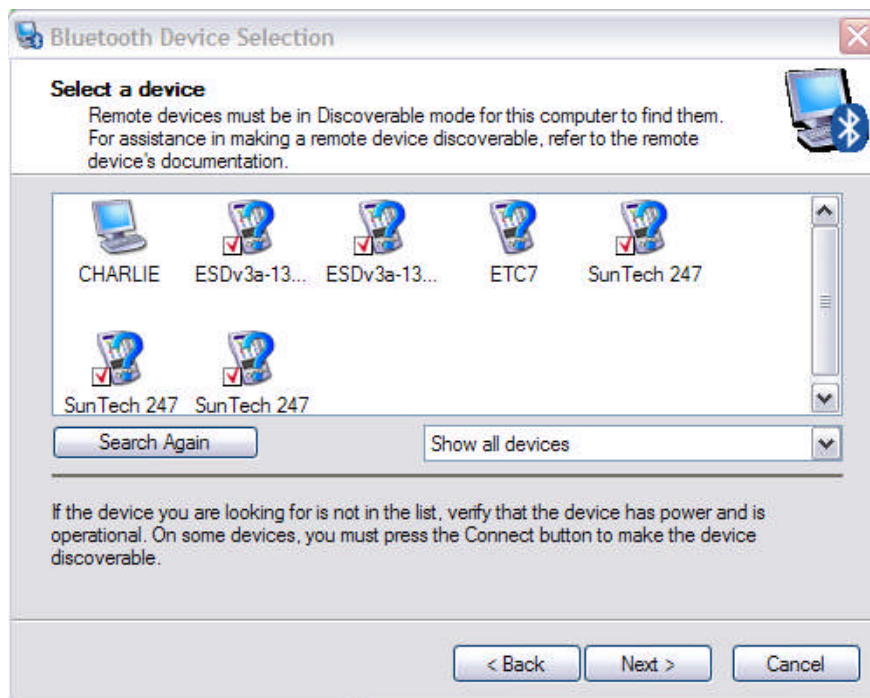 Bluetooth Device Selection
Select a device
Remote devices must be in Discoverable mode for this computer to find them.
For assistance in making a remote device discoverable, refer to the remote
device's documentation.
CHARLIE ESDv3a-13... ESDv3a-13... ETC7 SunTech 247
SunTech 247 SunTech 247
Search Again Show all devices
If the device you are looking for is not in the list, verify that the device has power and is
operational. On some devices, you must press the Connect button to make the device
discoverable.
< Back Next > Cancel